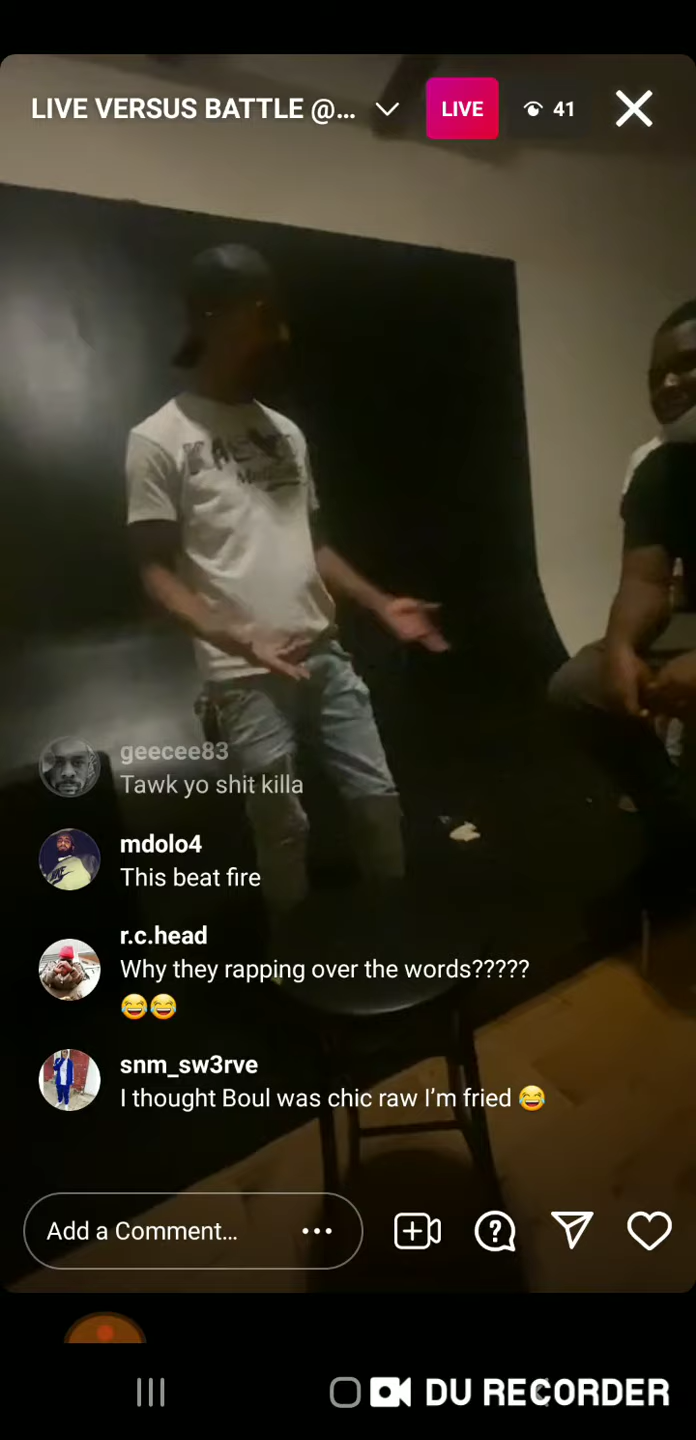 LIVE VERSUS BATTLE @...
LIVE
41
geecee83
Tawk yo shit killa
mdolo4
This beat fire
r.c.head
Why they rapping over the words?????
😂😂
snm_sw3rve
I thought Boul was chic raw I’m fried 😂
Add a Comment...
DU RECORDER